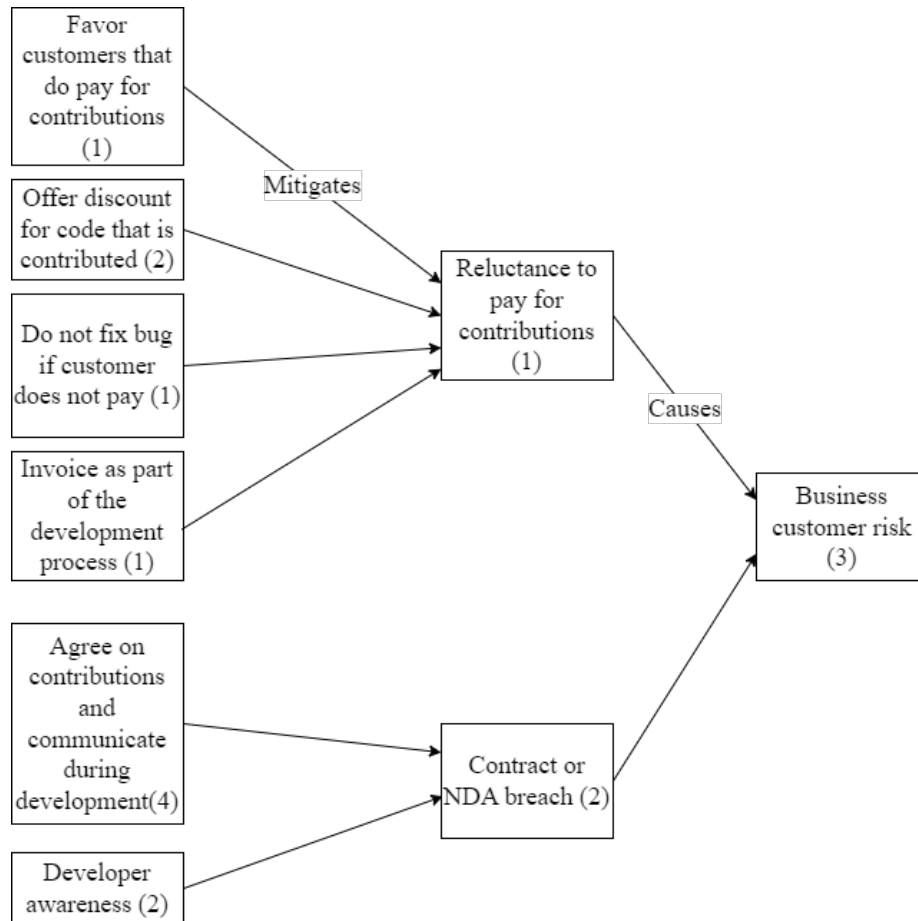 Favor
customers that
do pay for
contributions
(1)
Mitigates
Offer discount
for code that is
contributed (2)
Reluctance to
pay for
contributions
(1)
Do not fix bug
if customer
does not pay (1)
Causes
Invoice as part
of the
development
process (1)
Business
customer risk
(3)
Agree on
contributions
and
communicate
during
development(4)
Contract or
NDA breach (2)
Developer
awareness (2)